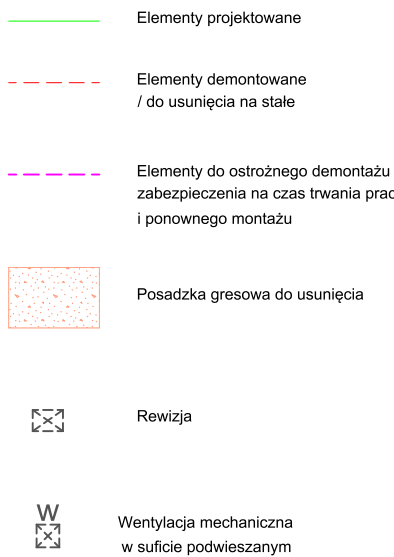 Elementy projektowane
Elementy demontowane
/ do usunięcia na stałe
Elementy do ostrożnego demontażu
zabezpieczenia na czas trwania prac
i ponownego montażu
Posadzka gresowa do usunięcia
Rewizja
W
Wentylacja mechaniczna
w suficie podwieszanym